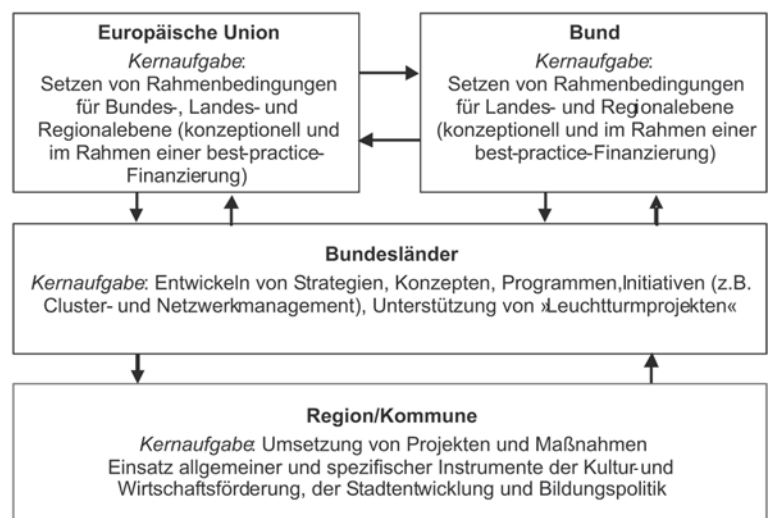 Europäische Union
Kernaufgabe:
Setzen von Rahmenbedingungen
für Bundes-, Landes- und
Regionalebene (konzeptionell und
im Rahmen einer best-practice-
Finanzierung)
Bund
Kernaufgabe:
Setzen von Rahmenbedingungen
für Landes- und Regionalebene
(konzeptionell und im Rahmen einer
best-practice-Finanzierung)
Bundesländer
Kernaufgabe: Entwickeln von Strategien, Konzepten, Programmen,Initiativen (z.B.
Cluster- und Netzwerkmanagement), Unterstützung von »Leuchtturmprojekten«
Region/Kommune
Kernaufgabe: Umsetzung von Projekten und Maßnahmen
Einsatz allgemeiner und spezifischer Instrumente der Kultur-und
Wirtschaftsförderung, der Stadtentwicklung und Bildungspolitik